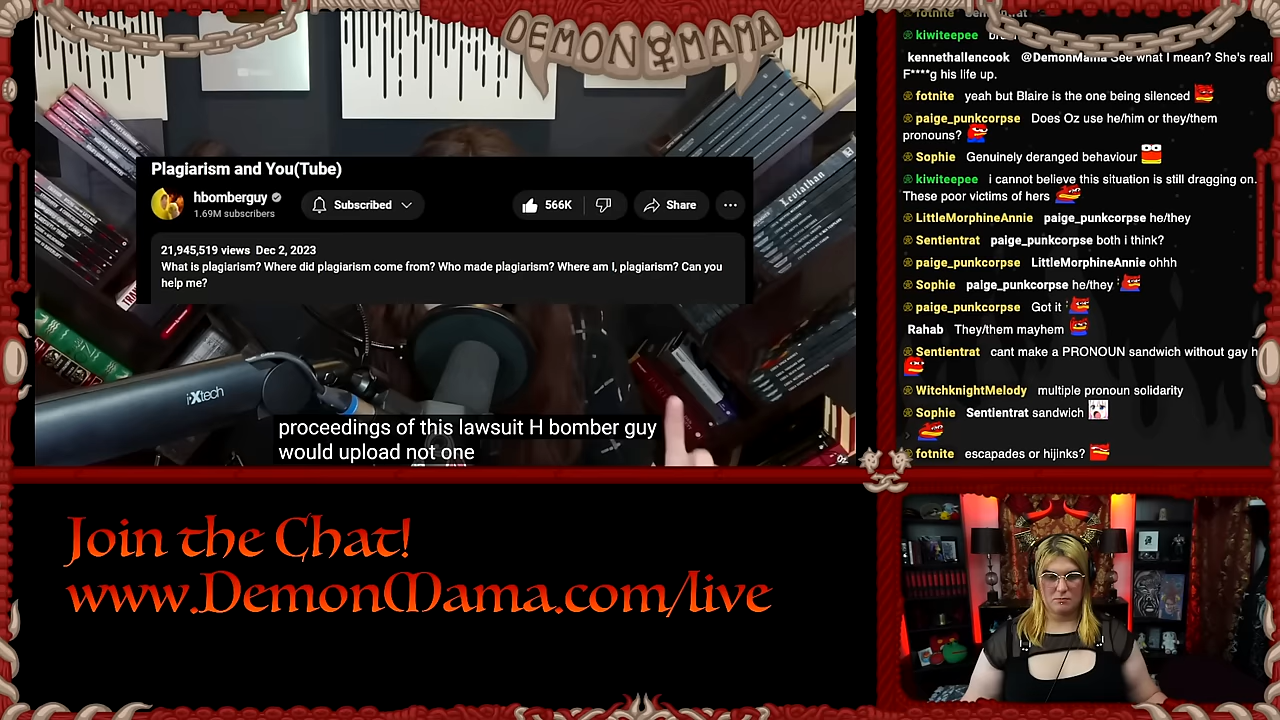 DEMON MAMA
Plagiarism and You(Tube)
hbomberguy
1.69M subscribers
Subscribed
566K
Share
21,945,519 views Dec 2, 2023
What is plagiarism? Where did plagiarism come from? Who made plagiarism? Where am I, plagiarism? Can you
help me?
Leviathan
iXtech
proceedings of this lawsuit H bomber guy
would upload not one
Oz
fotnite
kiwiteepee
kennethallencook @DemonMama See what I mean? She's reall
F****g his life up.
fotnite yeah but Blaire is the one being silenced
paige_punkcorpse Does Oz use he/him or they/them
pronouns?
Sophie Genuinely deranged behaviour
kiwiteepee i cannot believe this situation is still dragging on.
These poor victims of hers
LittleMorphineAnnie paige_punkcorpse he/they
Sentientrat paige_punkcorpse both I think?
paige_punkcorpse LittleMorphineAnnie ohhh
Sophie paige_punkcorpse he/they
paige_punkcorpse Got it
Rahab They/them mayhem
Sentientrat cant make a PRONOUN sandwich without gay h
WitchknightMelody multiple pronoun solidarity
Sophie Sentientrat sandwich
fotnite escapades or hijinks?
Join the Chat!
www.DemonMama.com/live